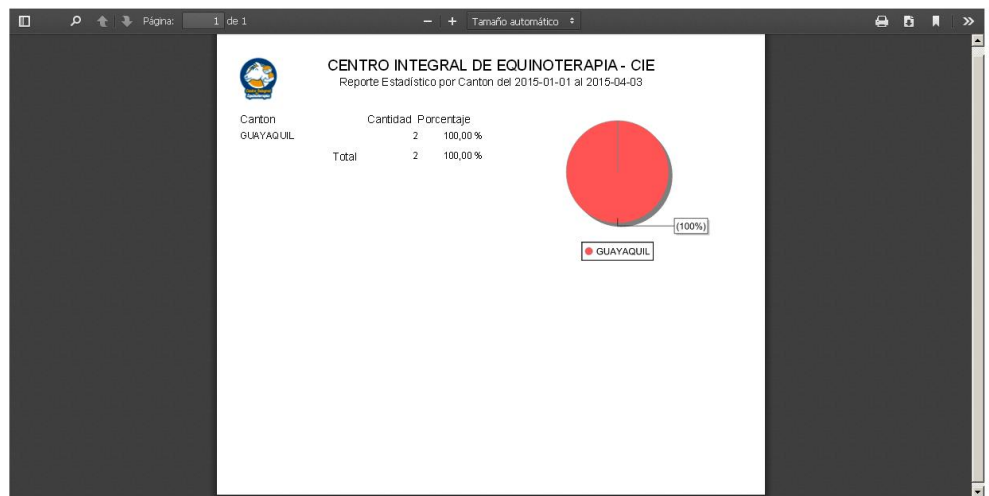 Página: 1 de 1 Tamaño automático
CENTRO INTEGRAL DE EQUINOTERAPIA - CIE
Reporte Estadístico por Canton del 2015-01-01 al 2015-04-03
Canton Cantidad Porcentaje
GUAYAQUIL 2 100,00 %
Total 2 100,00 %
(100%)
GUAYAQUIL